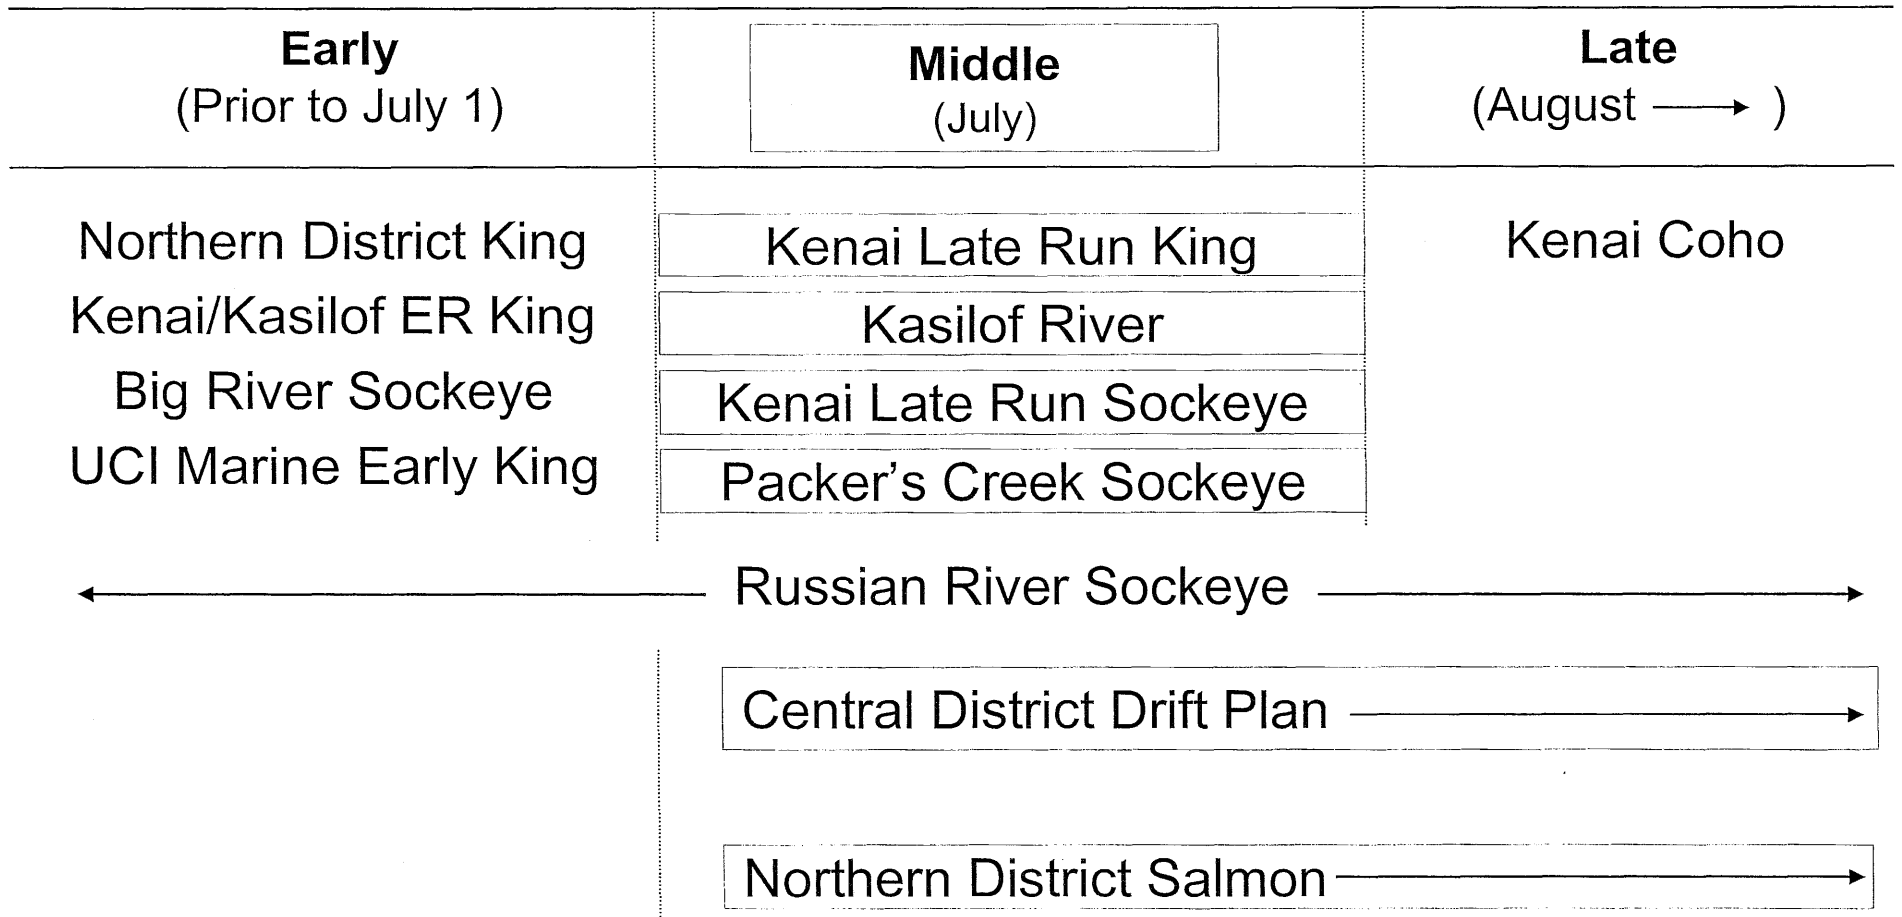 Early
(Prior to July 1)
Middle
(July)
Late
(August → )
Northern District King
Kenai/Kasilof ER King
Big River Sockeye
UCI Marine Early King
Kenai Late Run King
Kasilof River
Kenai Late Run Sockeye
Packer's Creek Sockeye
Kenai Coho
Russian River Sockeye
Central District Drift Plan
Northern District Salmon